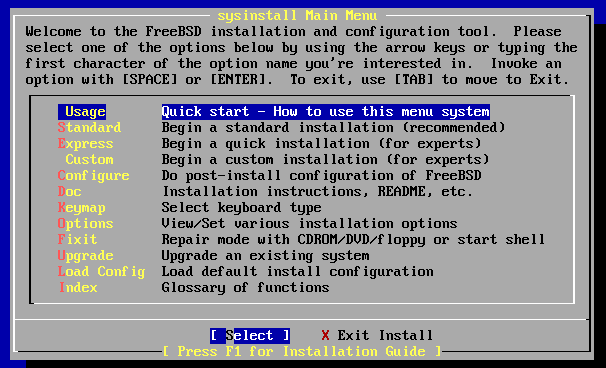 sysinstall Main Menu
Welcome to the FreeBSD installation and configuration tool.  Please
select one of the options below by using the arrow keys or typing the
first character of the option name you're interested in.  Invoke an
option with [SPACE] or [ENTER].  To exit, use [TAB] to move to Exit.
Usage Quick start - How to use this menu system
Standard Begin a standard installation (recommended)
Express Begin a quick installation (for experts)
Custom Begin a custom installation (for experts)
Configure Do post-install configuration of FreeBSD
Doc Installation instructions, README, etc.
Keymap Select keyboard type
Options View/Set various installation options
Fixit Repair mode with CDROM/DVD/floppy or start shell
Upgrade Upgrade an existing system
Load Config Load default install configuration
Index Glossary of functions
[ Select ] X Exit Install
[ Press F1 for Installation Guide ]